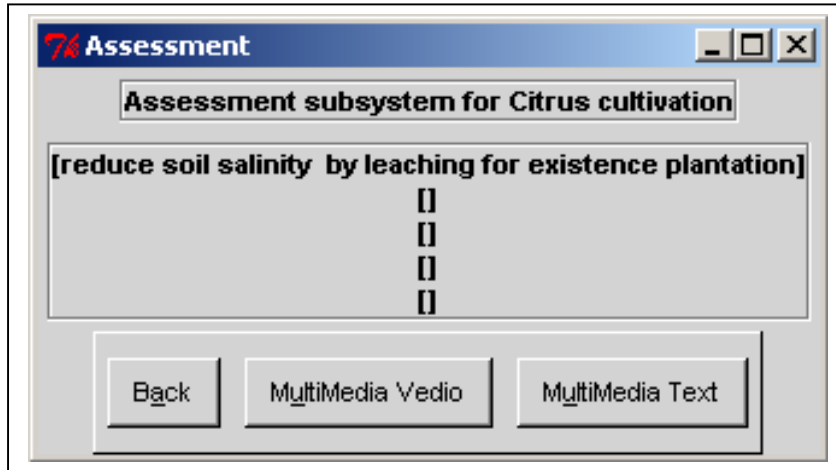 7% Assessment
Assessment subsystem for Citrus cultivation
[reduce soil salinity by leaching for existence plantation]
[]
[]
[]
[]
Back MultiMedia Vedio MultiMedia Text